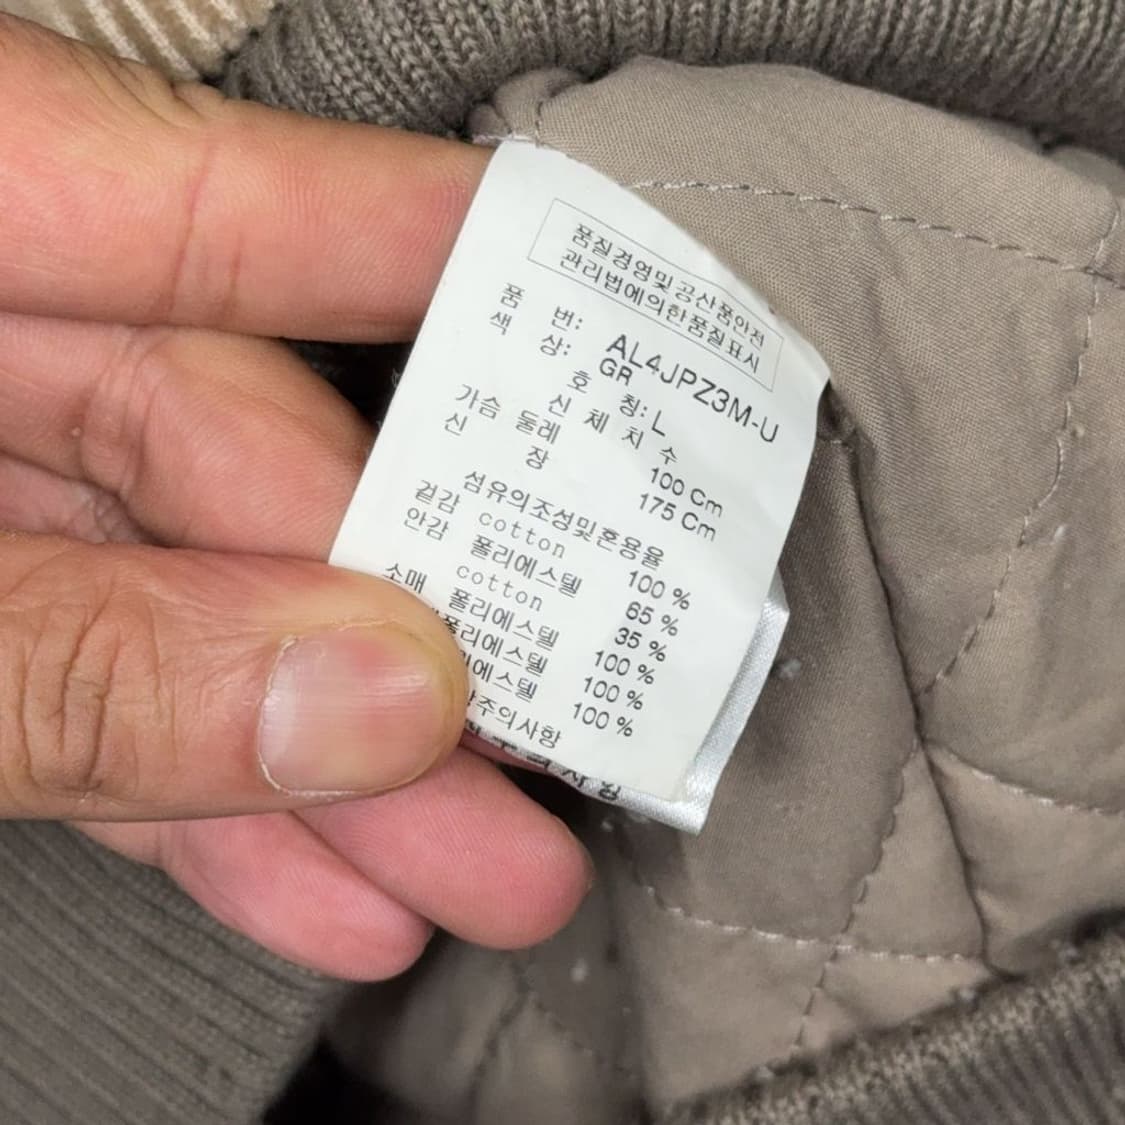 품질경영및공산품안전
관리법에의한품질표시
품 번: AL4JPZ3M-U
색 상: GR
호 칭: L
신 체 치 수
가슴 둘레 100 Cm
신 장 175 Cm
섬유의조성및혼용율
겉감 cotton 100 %
안감 폴리에스텔 65 %
cotton 35 %
소매 폴리에스텔 100 %
폴리에스텔 100 %
에스텔 100 %
주의사항